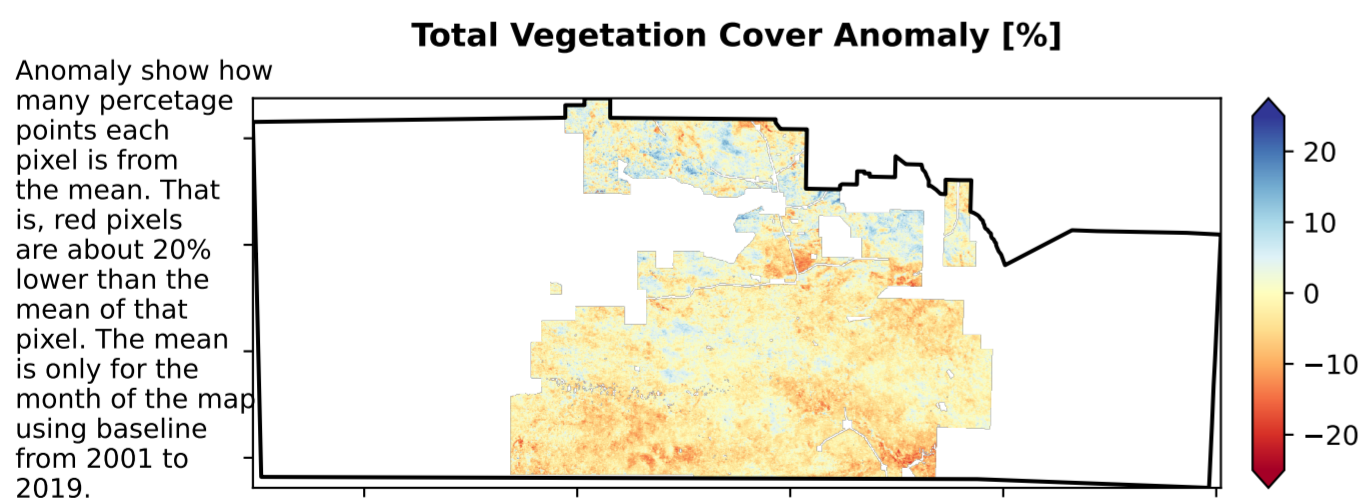 Total Vegetation Cover Anomaly [%]
Anomaly show how
many percetage
points each
pixel is from
the mean. That
is, red pixels
are about 20%
lower than the
mean of that
pixel. The mean
is only for the
month of the map
using baseline
from 2001 to
2019.
20
10
0
−10
−20